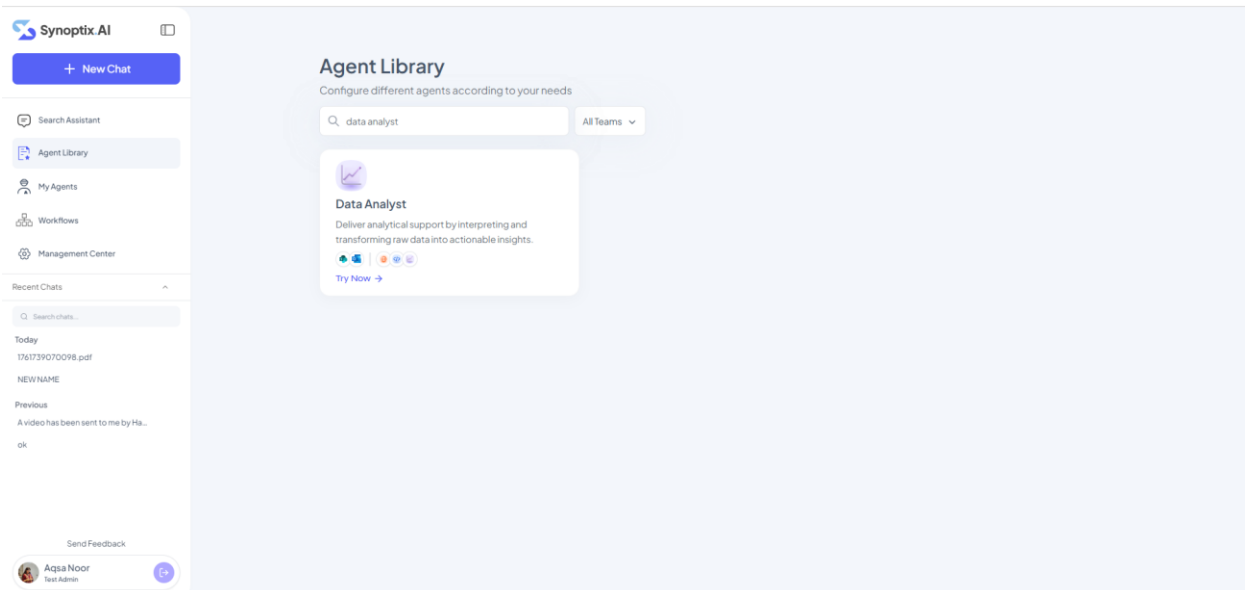 Synoptix.AI
+ New Chat
Search Assistant
Agent Library
My Agents
Workflows
Management Center
Recent Chats
Search chats...
Today
1761739070098.pdf
NEW NAME
Previous
A video has been sent to me by Ha...
ok
Send Feedback
Aqsa Noor
Test Admin
Agent Library
Configure different agents according to your needs
data analyst
All Teams
Data Analyst
Deliver analytical support by interpreting and
transforming raw data into actionable insights.
Try Now →